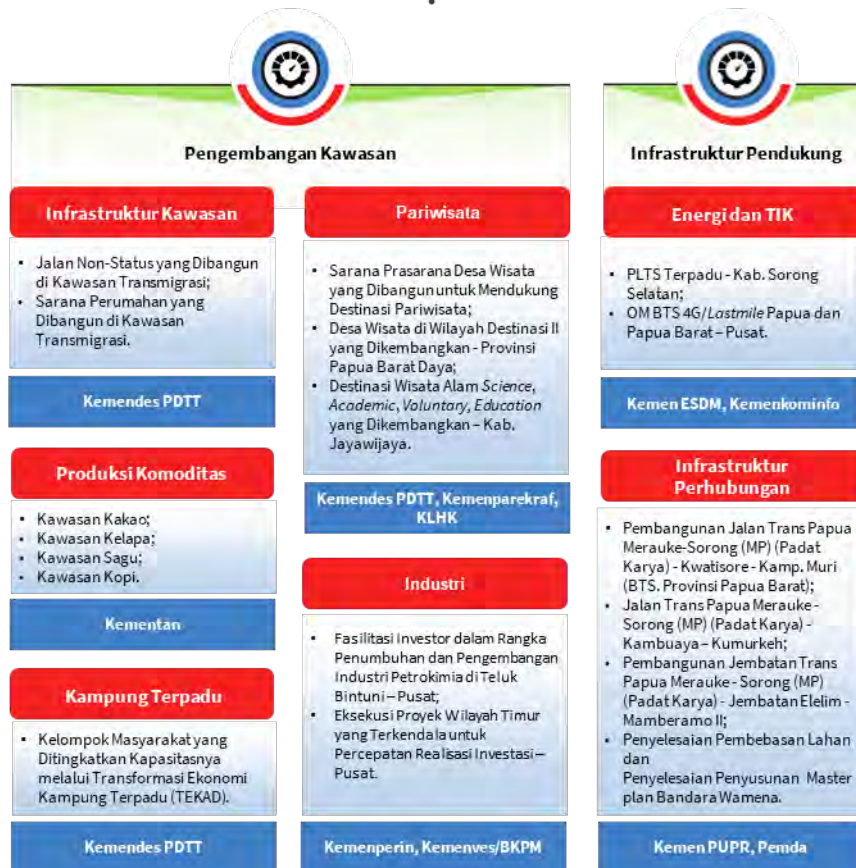 Pengembangan Kawasan
Infrastruktur Kawasan
• Jalan Non-Status yang Dibangun
di Kawasan Transmigrasi;
• Sarana Perumahan yang
Dibangun di Kawasan
Transmigrasi.
Kemendes PDTT
Produksi Komoditas
• Kawasan Kakao;
• Kawasan Kelapa;
• Kawasan Sagu;
• Kawasan Kopi.
Kementan
Kampung Terpadu
• Kelompok Masyarakat yang
Ditingkatkan Kapasitasnya
melalui Transformasi Ekonomi
Kampung Terpadu (TEKAD).
Kemendes PDTT
Pariwisata
• Sarana Prasarana Desa Wisata
yang Dibangun untuk Mendukung
Destinasi Pariwisata;
• Desa Wisata di Wilayah Destinasi II
yang Dikembangkan - Provinsi
Papua Barat Daya;
• Destinasi Wisata Alam Science,
Academic, Voluntary, Education
yang Dikembangkan – Kab.
Jayawijaya.
Kemendes PDTT, Kemenparekraf,
KLHK
Industri
• Fasilitasi Investor dalam Rangka
Penumbuhan dan Pengembangan
Industri Petrokimia di Teluk
Bintuni – Pusat;
• Eksekusi Proyek Wilayah Timur
yang Terkendala untuk
Percepatan Realisasi Investasi –
Pusat.
Kemenperin, Kemenves/BKPM
Infrastruktur Pendukung
Energi dan TIK
• PLTS Terpadu - Kab. Sorong
Selatan;
• OM BTS 4G/Lastmile Papua dan
Papua Barat – Pusat.
Kemen ESDM, Kemenkominfo
Infrastruktur
Perhubungan
• Pembangunan Jalan Trans Papua
Merauke-Sorong (MP) (Padat
Karya) - Kwatisore - Kamp. Muri
(BTS. Provinsi Papua Barat);
• Jalan Trans Papua Merauke -
Sorong (MP) (Padat Karya) -
Kambuaya – Kumurkeh;
• Pembangunan Jembatan Trans
Papua Merauke - Sorong (MP)
(Padat Karya) - Jembatan Elelim -
Mamberamo II;
• Penyelesaian Pembebasan Lahan
dan
Penyelesaian Penyusunan Master
plan Bandara Wamena.
Kemen PUPR, Pemda